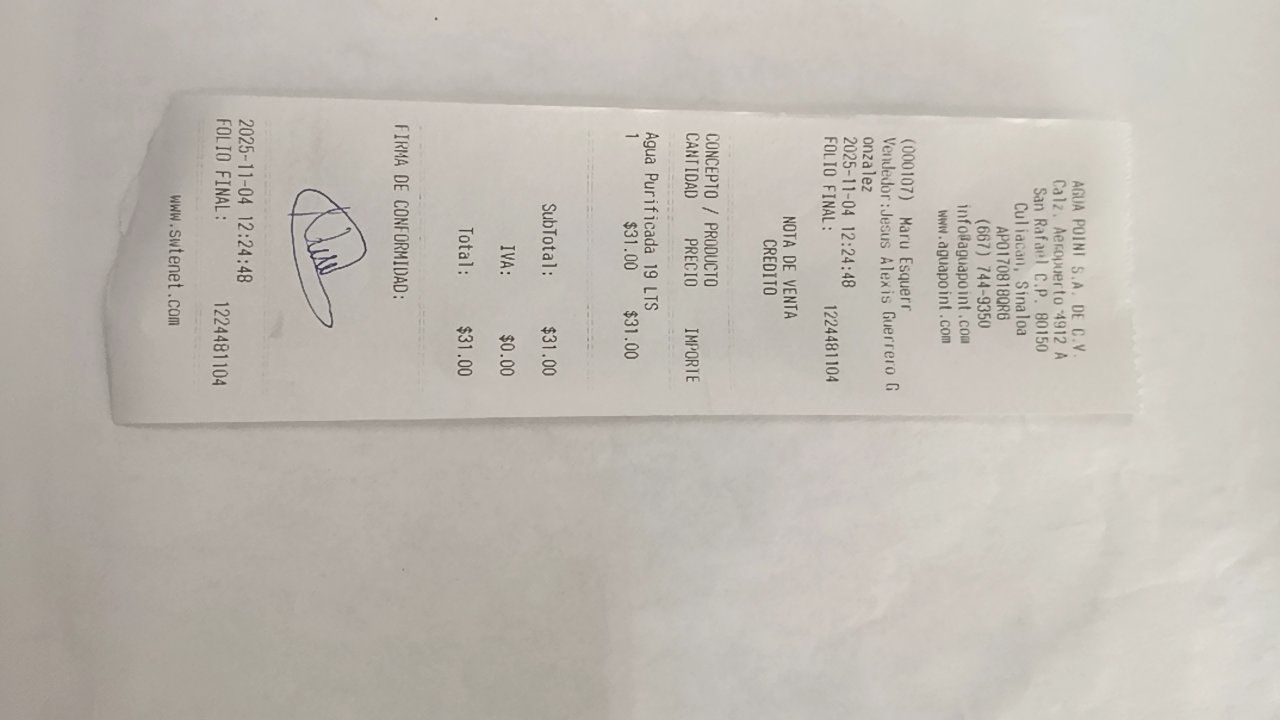 AGUA POINT S.A. DE C.V.
Calz. Aeropuerto 4912 A
San Rafael C.P. 80150
Culiacan, Sinaloa
APO170818QR6
(667) 744-9350
info@aguapoint.com
www.aguapoint.com
(000107) Maru Esquerr
Vendedor:Jesus Alexis Guerrero G
onzalez
2025-11-04 12:24:48
FOLIO FINAL: 1224481104
NOTA DE VENTA
CREDITO
CONCEPTO / PRODUCTO
CANTIDAD PRECIO IMPORTE
Agua Purificada 19 LTS
1 $31.00 $31.00
SubTotal: $31.00
IVA: $0.00
Total: $31.00
FIRMA DE CONFORMIDAD:
2025-11-04 12:24:48
FOLIO FINAL: 1224481104
www.swtenet.com